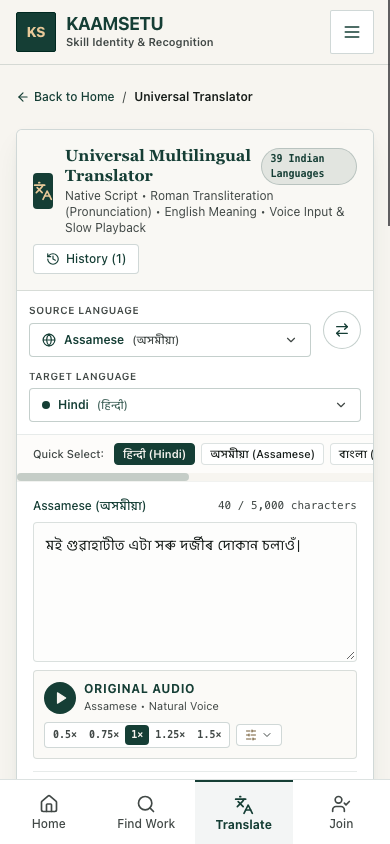 KS
KAAMSETU
Skill Identity & Recognition
← Back to Home / Universal Translator
Universal Multilingual Translator
39 Indian Languages
Native Script • Roman Transliteration (Pronunciation) • English Meaning • Voice Input & Slow Playback
History (1)
SOURCE LANGUAGE
Assamese (অসমীয়া)
TARGET LANGUAGE
Hindi (हिन्दी)
Quick Select: हिन्दी (Hindi) অসমীয়া (Assamese) বাংলা (
Assamese (অসমীয়া) 40 / 5,000 characters
মই গুৱাহাটীত এটা সৰু দৰ্জীৰ দোকান চলাওঁ
ORIGINAL AUDIO
Assamese • Natural Voice
0.5× 0.75× 1× 1.25× 1.5×
Home Find Work Translate Join